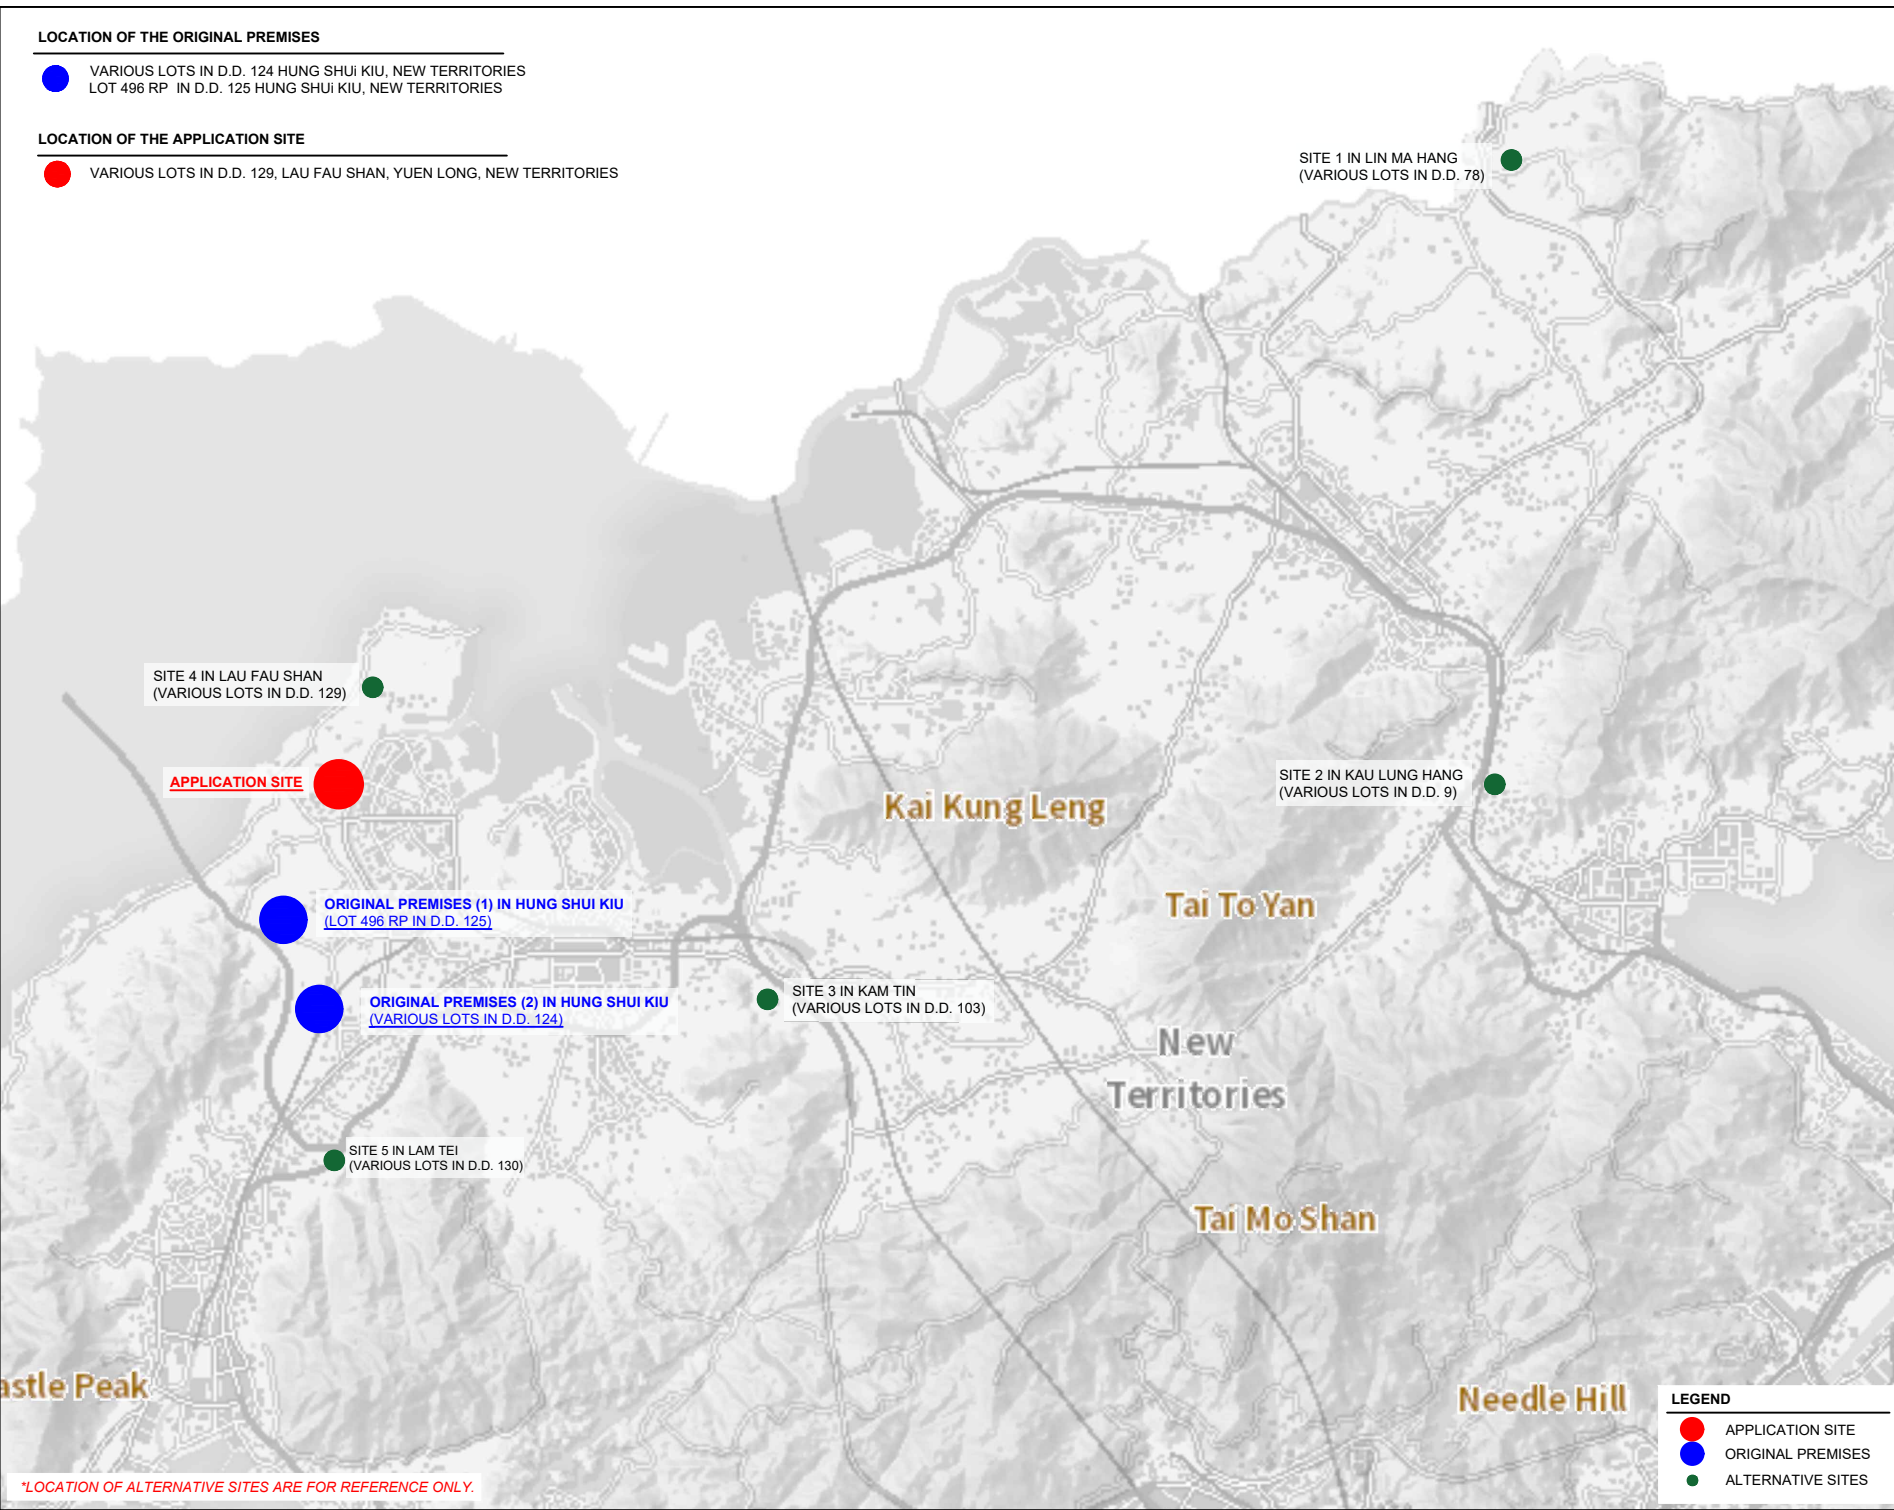 LOCATION OF THE ORIGINAL PREMISES
VARIOUS LOTS IN D.D. 124 HUNG SHUi KIU, NEW TERRITORIES
LOT 496 RP IN D.D. 125 HUNG SHUi KIU, NEW TERRITORIES
LOCATION OF THE APPLICATION SITE
VARIOUS LOTS IN D.D. 129, LAU FAU SHAN, YUEN LONG, NEW TERRITORIES
SITE 1 IN LIN MA HANG
(VARIOUS LOTS IN D.D. 78)
SITE 4 IN LAU FAU SHAN
(VARIOUS LOTS IN D.D. 129)
APPLICATION SITE
SITE 2 IN KAU LUNG HANG
(VARIOUS LOTS IN D.D. 9)
Kai Kung Leng
Tai To Yan
ORIGINAL PREMISES (1) IN HUNG SHUI KIU
(LOT 496 RP IN D.D. 125)
ORIGINAL PREMISES (2) IN HUNG SHUI KIU
(VARIOUS LOTS IN D.D. 124)
SITE 3 IN KAM TIN
(VARIOUS LOTS IN D.D. 103)
New
Territories
SITE 5 IN LAM TEI
(VARIOUS LOTS IN D.D. 130)
Tai Mo Shan
astle Peak
Needle Hill
LEGEND
APPLICATION SITE
ORIGINAL PREMISES
ALTERNATIVE SITES
*LOCATION OF ALTERNATIVE SITES ARE FOR REFERENCE ONLY.